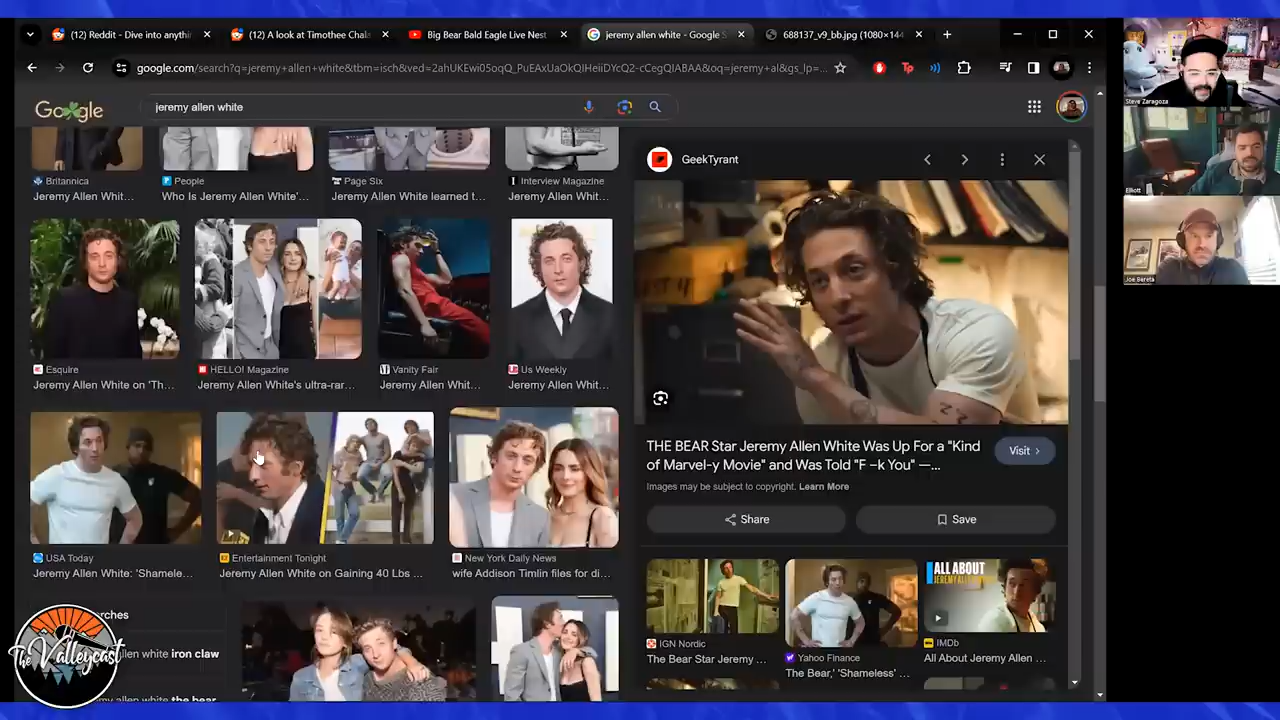 (12) Reddit - Dive into anythi
(12) A look at Timothee Chal
Big Bear Bald Eagle Live Nest
jeremy allen white - Google S
688137_v9_bb.jpg (1080×144
google.com/search?q=jeremy+allen+white&tbm=isch&ved=2ahUK
Google
jeremy allen white
Britannica
Jeremy Allen Whit...
People
Who Is Jeremy White'...
Page Six
Jeremy Allen White learned t...
Interview Magazine
Jeremy Allen Whit...
Esquire
Jeremy Allen White on 'Th...
HELLO! Magazine
Jeremy Allen White's ultra-rar...
Vanity Fair
Jeremy Allen Whit...
Us Weekly
Jeremy Allen Whit...
USA Today
Jeremy Allen White: 'Shamele...
Entertainment Tonight
Jeremy Allen White on Gaining 40 Lbs ...
New York Daily News
wife Addison Timlin files for di...
rches
llen white iron claw
llen white the bear
The Valleycast
GeekTyrant
THE BEAR Star Jeremy Allen White Was Up For a "Kind
of Marvel-y Movie" and Was Told "F –k You" —...
Visit
Images may be subject to copyright. Learn More
Share
Save
ALL ABOUT
IGN Nordic
The Bear Star Jeremy ...
Yahoo Finance
The Bear,' 'Shameless' ...
IMDb
All About Jeremy Allen ...
Steve Zaragoza
Elliott
Joe Bereta